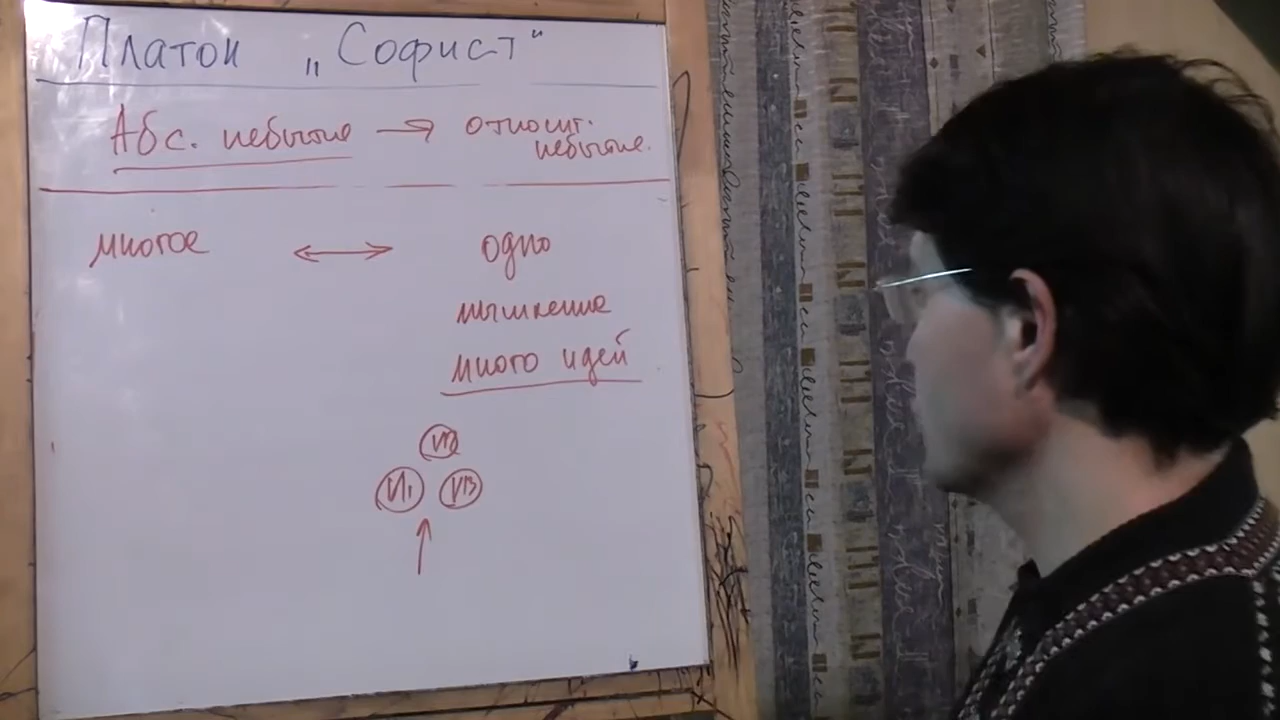 Платон „Софист“
Абс. небытие → относит.
небытие.
многое ↔ одно
мышление
много идей
И2
И1 И3